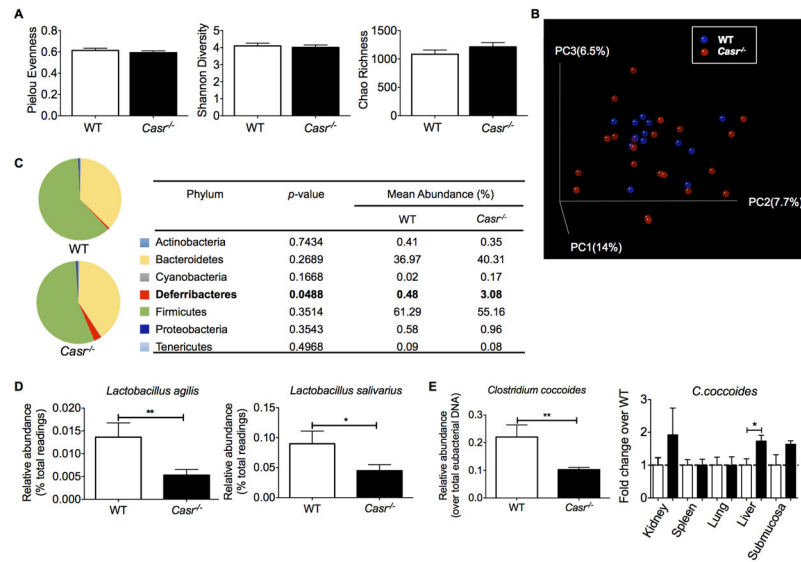 A
Pielou Evenness
0.8
0.6
0.4
0.2
0.0
WT
Casr-/-
Shannon Diversity
5
4
3
2
1
0
WT
Casr-/-
Chao Richness
1500
1000
500
0
WT
Casr-/-
B
WT
Casr-/-
PC3(6.5%)
PC2(7.7%)
PC1(14%)
C
WT
Casr-/-
Phylum p-value Mean Abundance (%)
WT Casr-/-
Actinobacteria 0.7434 0.41 0.35
Bacteroidetes 0.2689 36.97 40.31
Cyanobacteria 0.1668 0.02 0.17
Deferribacteres 0.0488 0.48 3.08
Firmicutes 0.3514 61.29 55.16
Proteobacteria 0.3543 0.58 0.96
Tenericutes 0.4968 0.09 0.08
D
Lactobacillus agilis
Relative abundance
(% total readings)
0.020
0.015
0.010
0.005
0.000
**
WT
Casr-/-
Lactobacillus salivarius
Relative abundance
(% total readings)
0.15
0.10
0.05
0.00
*
WT
Casr-/-
E
Clostridium coccoides
Relative abundance
(over total eubacterial DNA)
0.3
0.2
0.1
0.0
**
WT
Casr-/-
C.coccoides
Fold change over WT
4
3
2
1
0
*
Kidney
Spleen
Lung
Liver
Submucosa